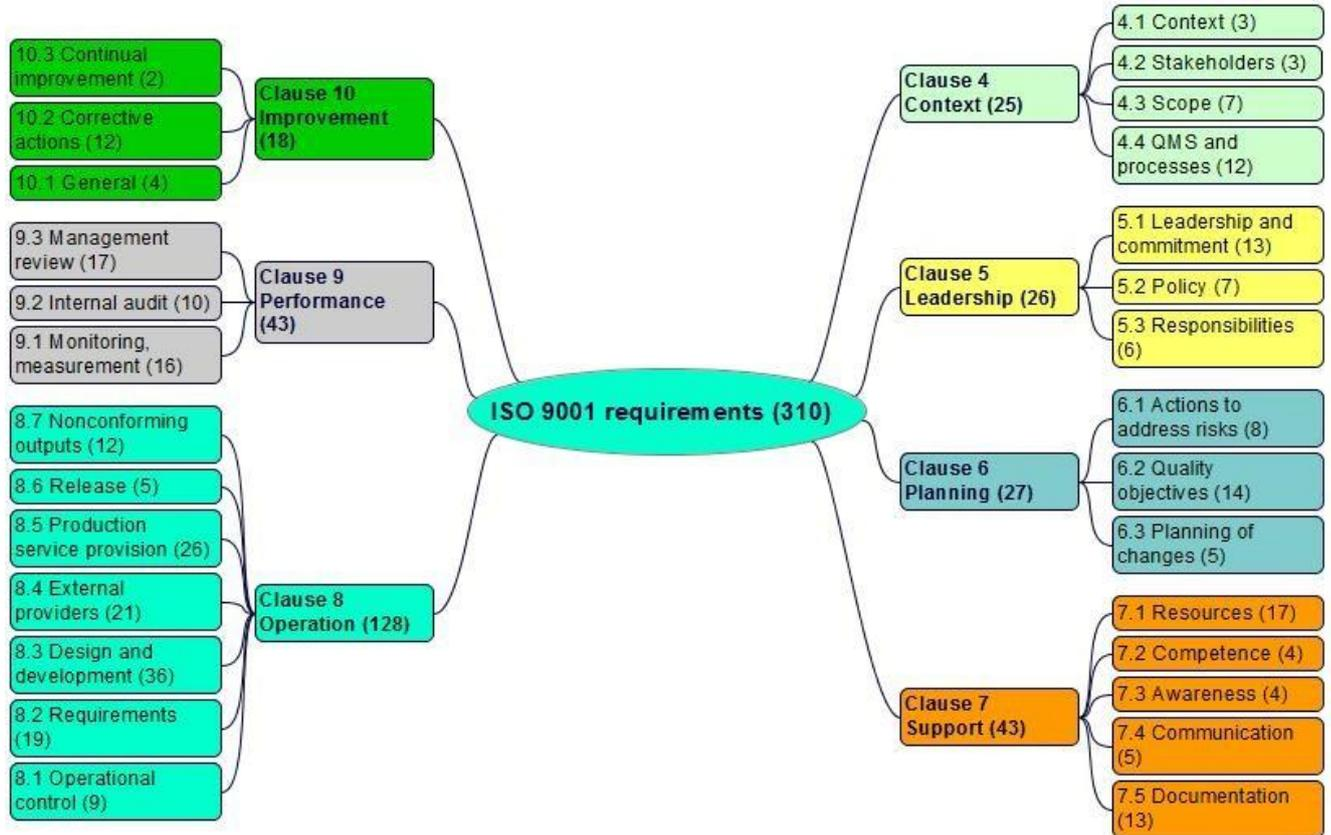 ISO 9001 requirements (310)
Clause 4
Context (25)
4.1 Context (3)
4.2 Stakeholders (3)
4.3 Scope (7)
4.4 QMS and
processes (12)
Clause 5
Leadership (26)
5.1 Leadership and
commitment (13)
5.2 Policy (7)
5.3 Responsibilities
(6)
Clause 6
Planning (27)
6.1 Actions to
address risks (8)
6.2 Quality
objectives (14)
6.3 Planning of
changes (5)
Clause 7
Support (43)
7.1 Resources (17)
7.2 Competence (4)
7.3 Awareness (4)
7.4 Communication
(5)
7.5 Documentation
(13)
Clause 8
Operation (128)
8.7 Nonconforming
outputs (12)
8.6 Release (5)
8.5 Production
service provision (26)
8.4 External
providers (21)
8.3 Design and
development (36)
8.2 Requirements
(19)
8.1 Operational
control (9)
Clause 9
Performance
(43)
9.3 Management
review (17)
9.2 Internal audit (10)
9.1 Monitoring,
measurement (16)
Clause 10
Improvement
(18)
10.3 Continual
improvement (2)
10.2 Corrective
actions (12)
10.1 General (4)